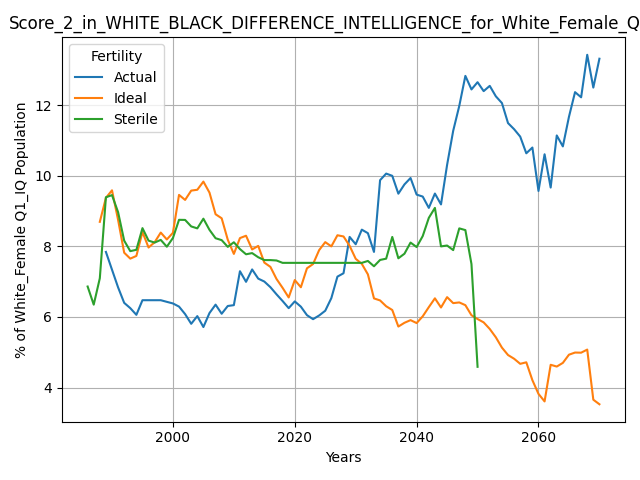 Score_2_in_WHITE_BLACK_DIFFERENCE_INTELLIGENCE_for_White_Female_Q
Fertility
Actual
Ideal
Sterile
% of White_Female Q1_IQ Population
12
10
8
6
4
2000 2020 2040 2060
Years